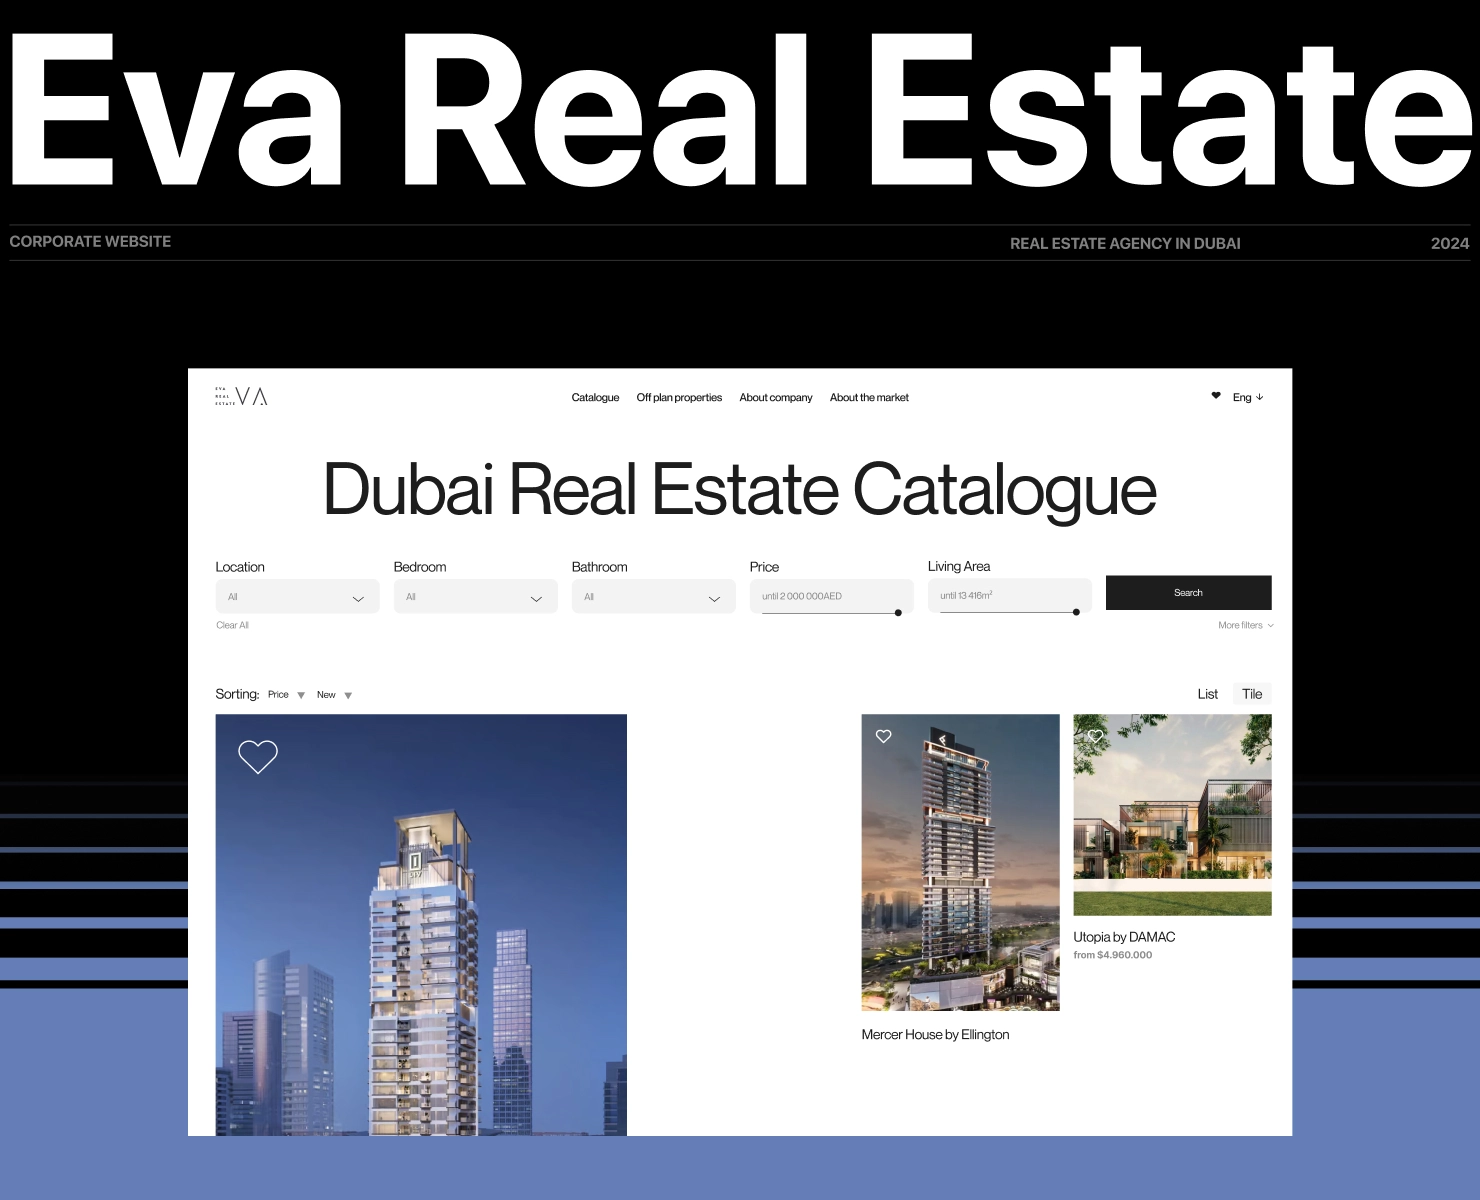 Eva Real Estate
CORPORATE WEBSITE
REAL ESTATE AGENCY IN DUBAI
2024
EVA
REAL
ESTATE
EVA
Catalogue
Off plan properties
About company
About the market
Eng ↓
Dubai Real Estate Catalogue
Location
Bedroom
Bathroom
Price
Living Area
All
All
All
until 2 000 000AED
until 13 416m²
Search
Clear All
More filters
Sorting: Price ▼ New ▼
List
Tile
Utopia by DAMAC
from $4.960.000
Mercer House by Ellington